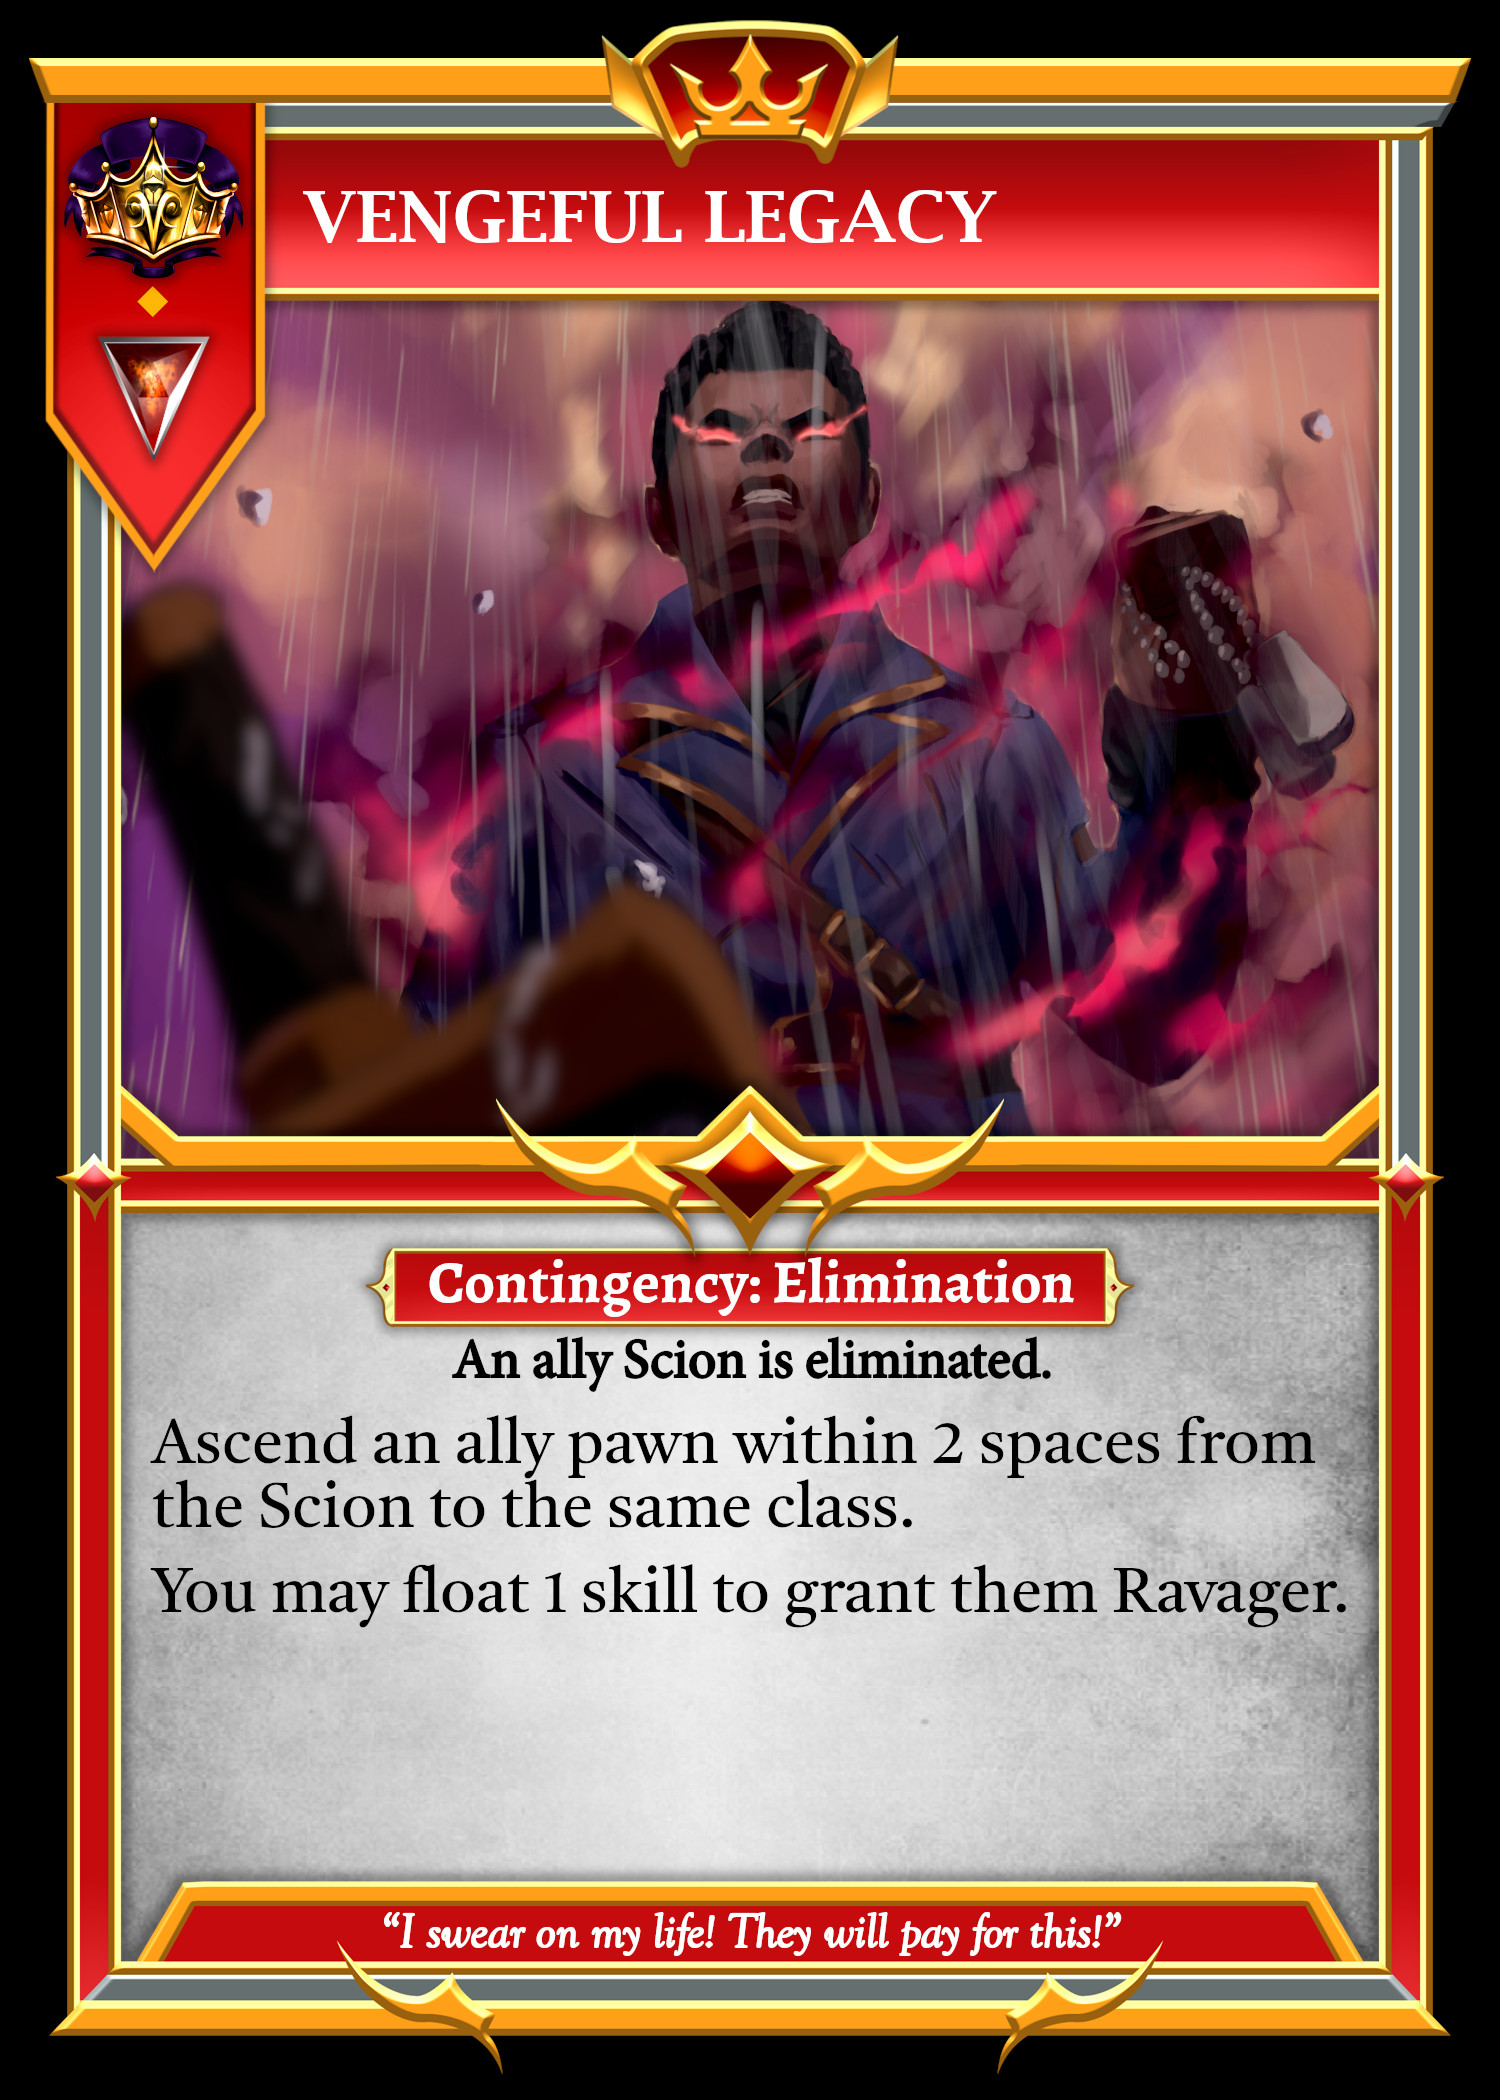 VENGEFUL LEGACY
Contingency: Elimination
An ally Scion is eliminated.
Ascend an ally pawn within 2 spaces from
the Scion to the same class.
You may float 1 skill to grant them Ravager.
“I swear on my life! They will pay for this!”